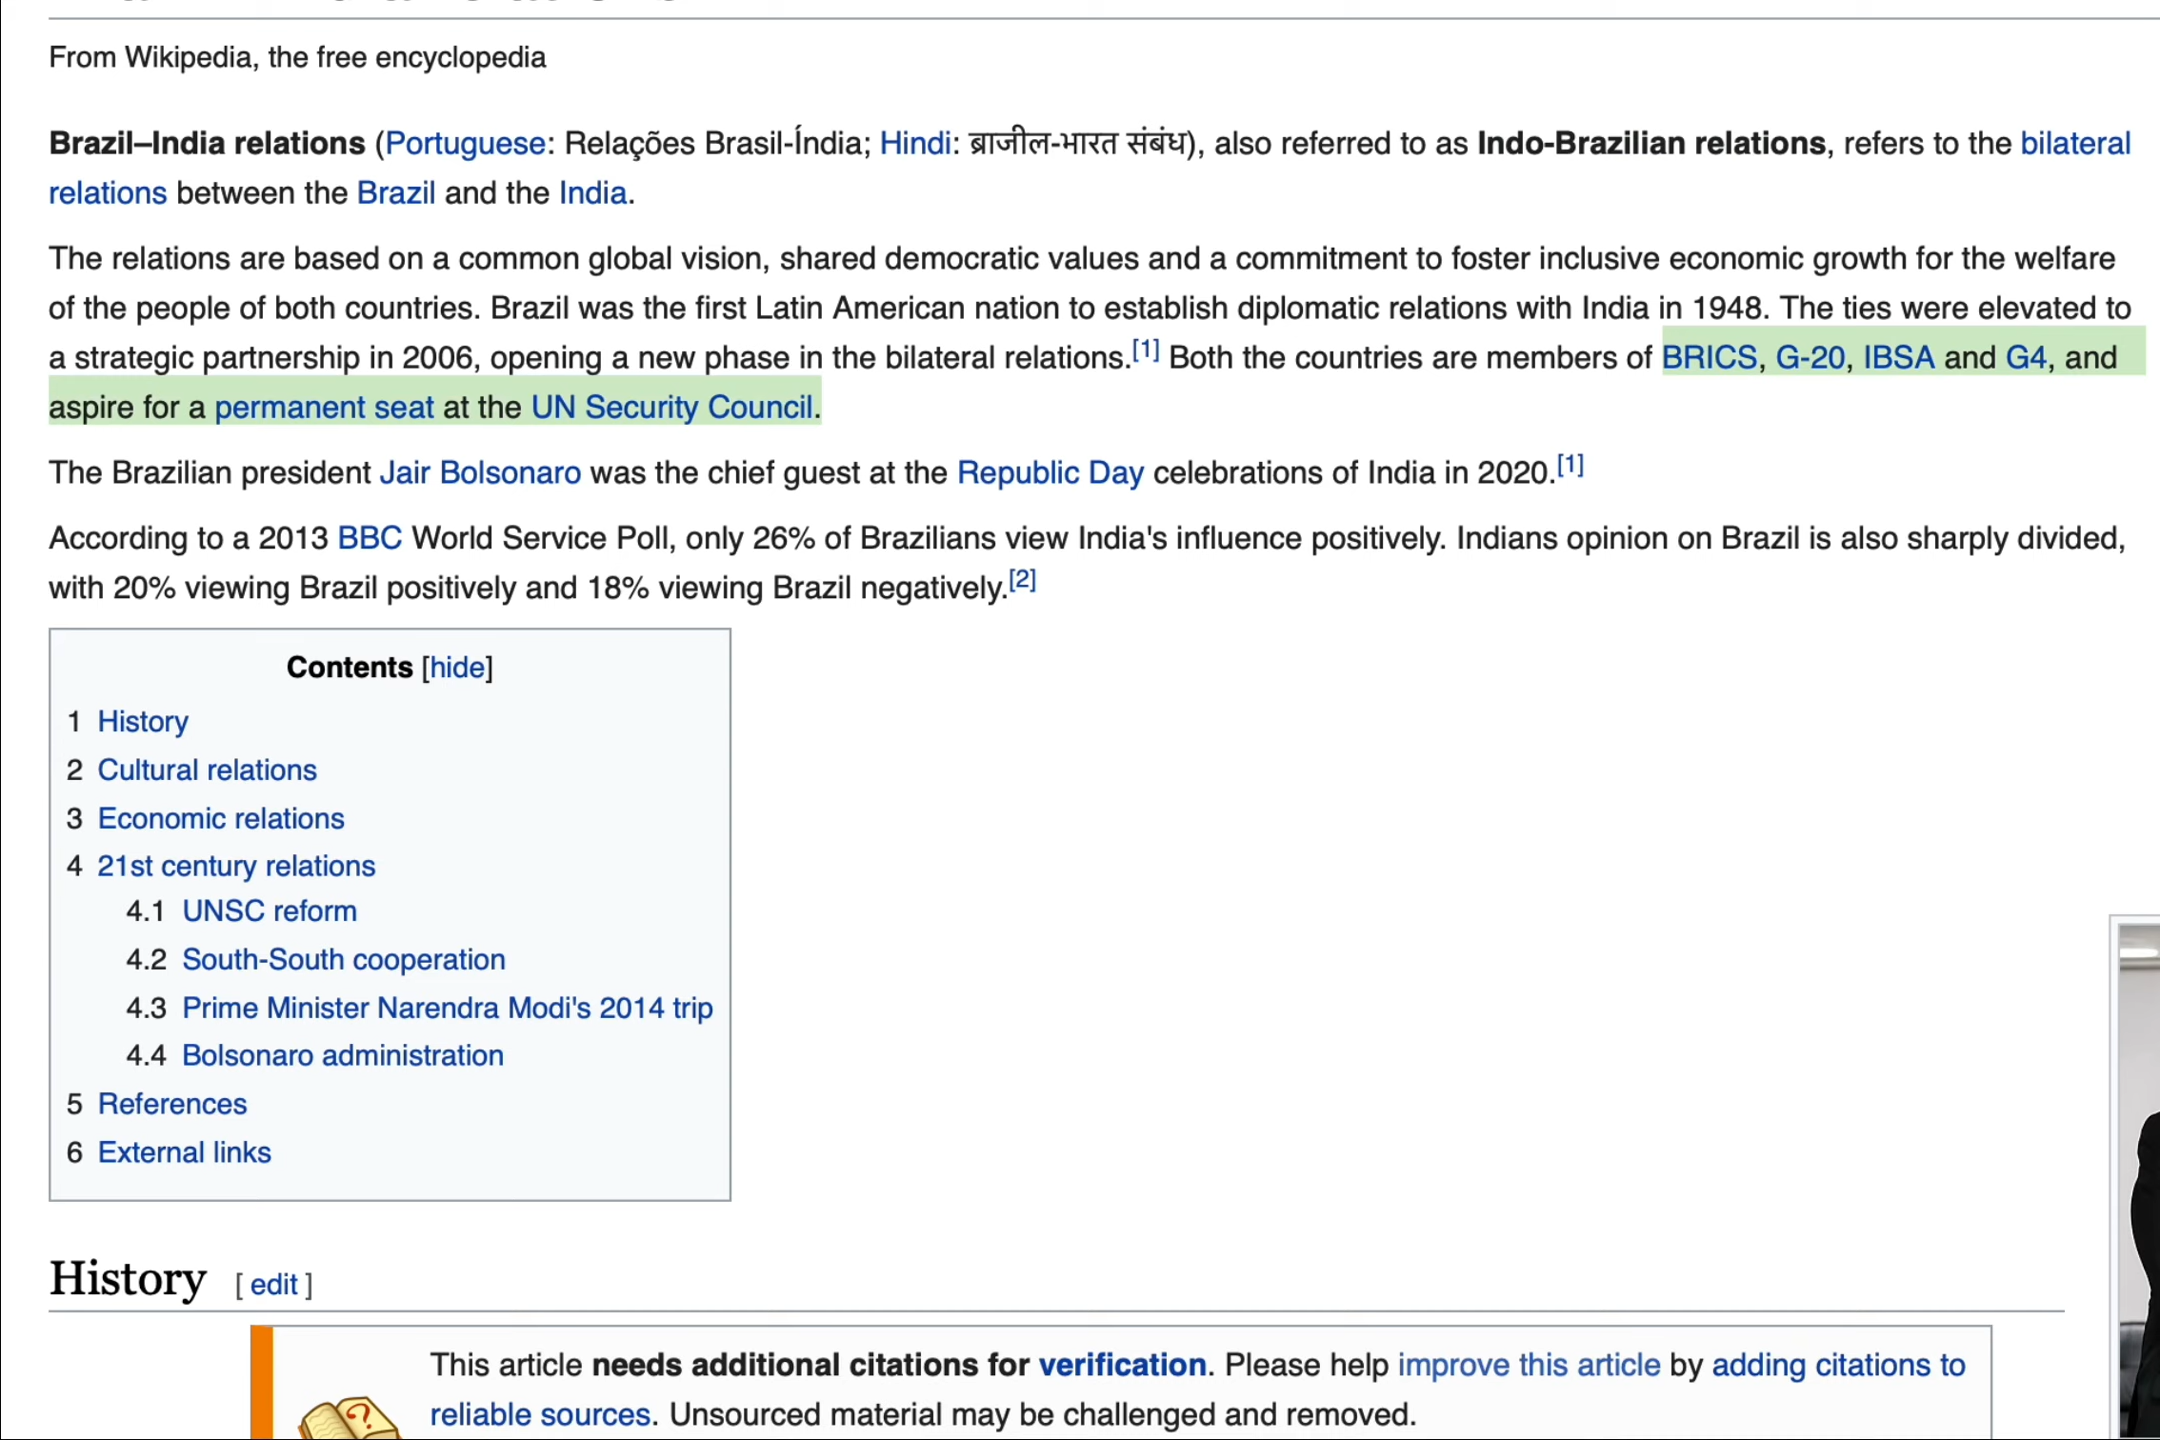 From Wikipedia, the free encyclopedia
Brazil–India relations (Portuguese: Relações Brasil-Índia; Hindi: ब्राजील-भारत संबंध), also referred to as Indo-Brazilian relations, refers to the bilateral
relations between the Brazil and the India.
The relations are based on a common global vision, shared democratic values and a commitment to foster inclusive economic growth for the welfare
of the people of both countries. Brazil was the first Latin American nation to establish diplomatic relations with India in 1948. The ties were elevated to
a strategic partnership in 2006, opening a new phase in the bilateral relations.[1] Both the countries are members of BRICS, G-20, IBSA and G4, and
aspire for a permanent seat at the UN Security Council.
The Brazilian president Jair Bolsonaro was the chief guest at the Republic Day celebrations of India in 2020.[1]
According to a 2013 BBC World Service Poll, only 26% of Brazilians view India's influence positively. Indians opinion on Brazil is also sharply divided,
with 20% viewing Brazil positively and 18% viewing Brazil negatively.[2]
Contents [hide]
1 History
2 Cultural relations
3 Economic relations
4 21st century relations
4.1 UNSC reform
4.2 South-South cooperation
4.3 Prime Minister Narendra Modi's 2014 trip
4.4 Bolsonaro administration
5 References
6 External links
History [ edit ]
This article needs additional citations for verification. Please help improve this article by adding citations to
reliable sources. Unsourced material may be challenged and removed.